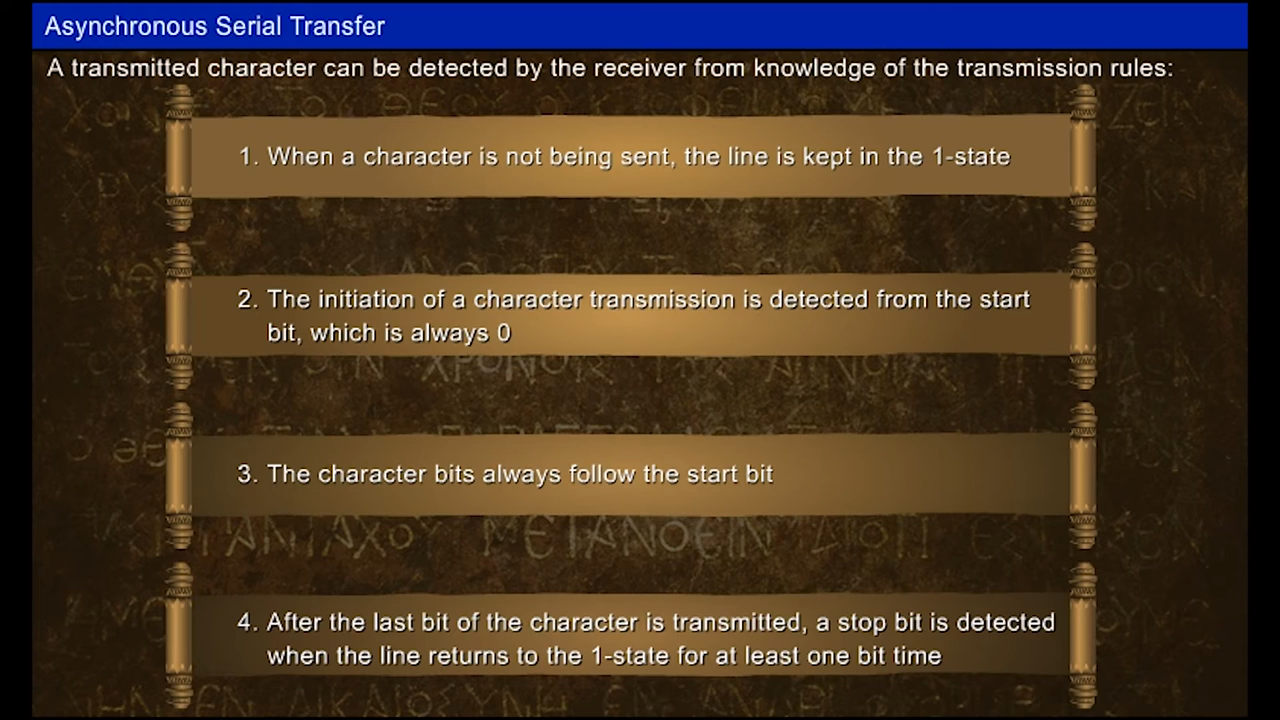 Asynchronous Serial Transfer
A transmitted character can be detected by the receiver from knowledge of the transmission rules:
1. When a character is not being sent, the line is kept in the 1-state
2. The initiation of a character transmission is detected from the start
bit, which is always 0
3. The character bits always follow the start bit
4. After the last bit of the character is transmitted, a stop bit is detected
when the line returns to the 1-state for at least one bit time